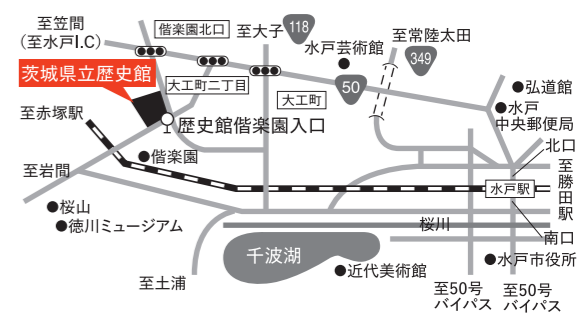 至笠間
(至水戸I.C)
偕楽園北口
至大子
118
水戸芸術館
至常陸太田
349
茨城県立歴史館
大工町二丁目
大工町
50
弘道館
水戸
中央郵便局
至赤塚駅
歴史館偕楽園入口
北口
至岩間
偕楽園
至勝田駅
水戸駅
桜山
徳川ミュージアム
桜川
南口
千波湖
近代美術館
水戸市役所
至土浦
至50号
バイパス
至50号
バイパス